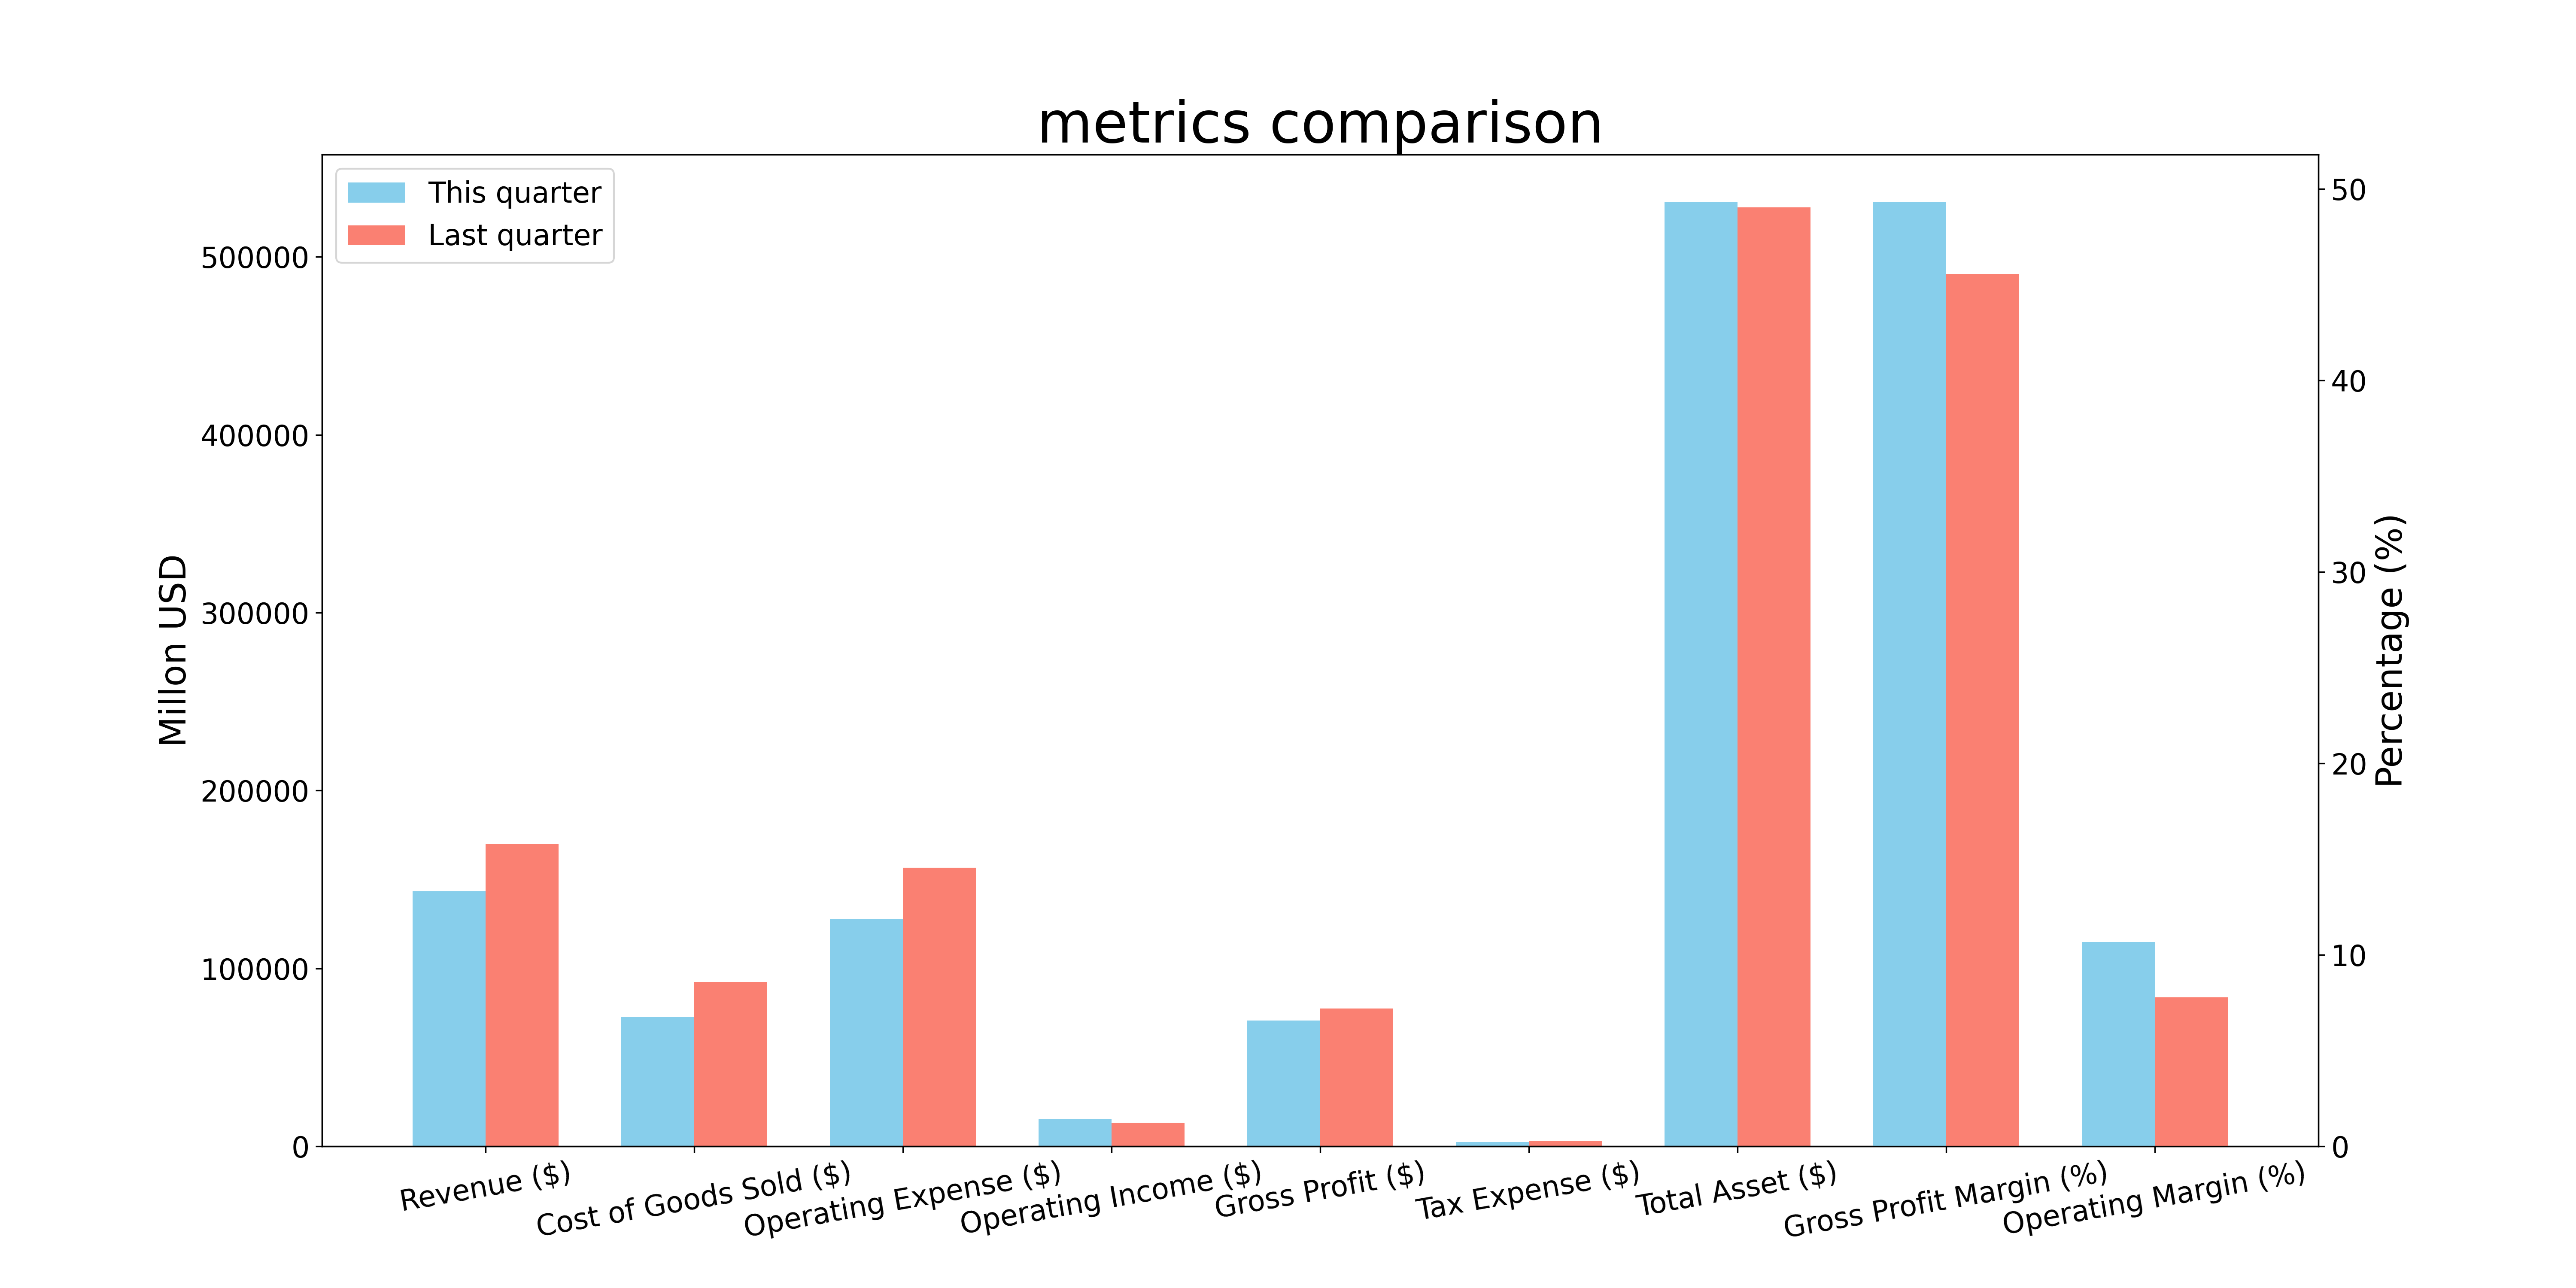 metrics comparison
This quarter
Last quarter
Millon USD
500000
400000
300000
200000
100000
0
50
40
30
20
10
0
Percentage (%)
Revenue ($)
Cost of Goods Sold ($)
Operating Expense ($)
Operating Income ($)
Gross Profit ($)
Tax Expense ($)
Total Asset ($)
Gross Profit Margin (%)
Operating Margin (%)